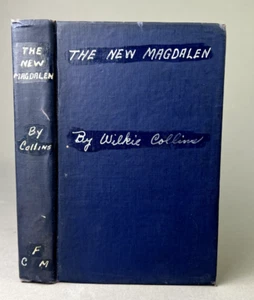 THE
NEW
MAGDALEN
By
Collins
F
C M
THE NEW MAGDALEN
By Wilkie Collins